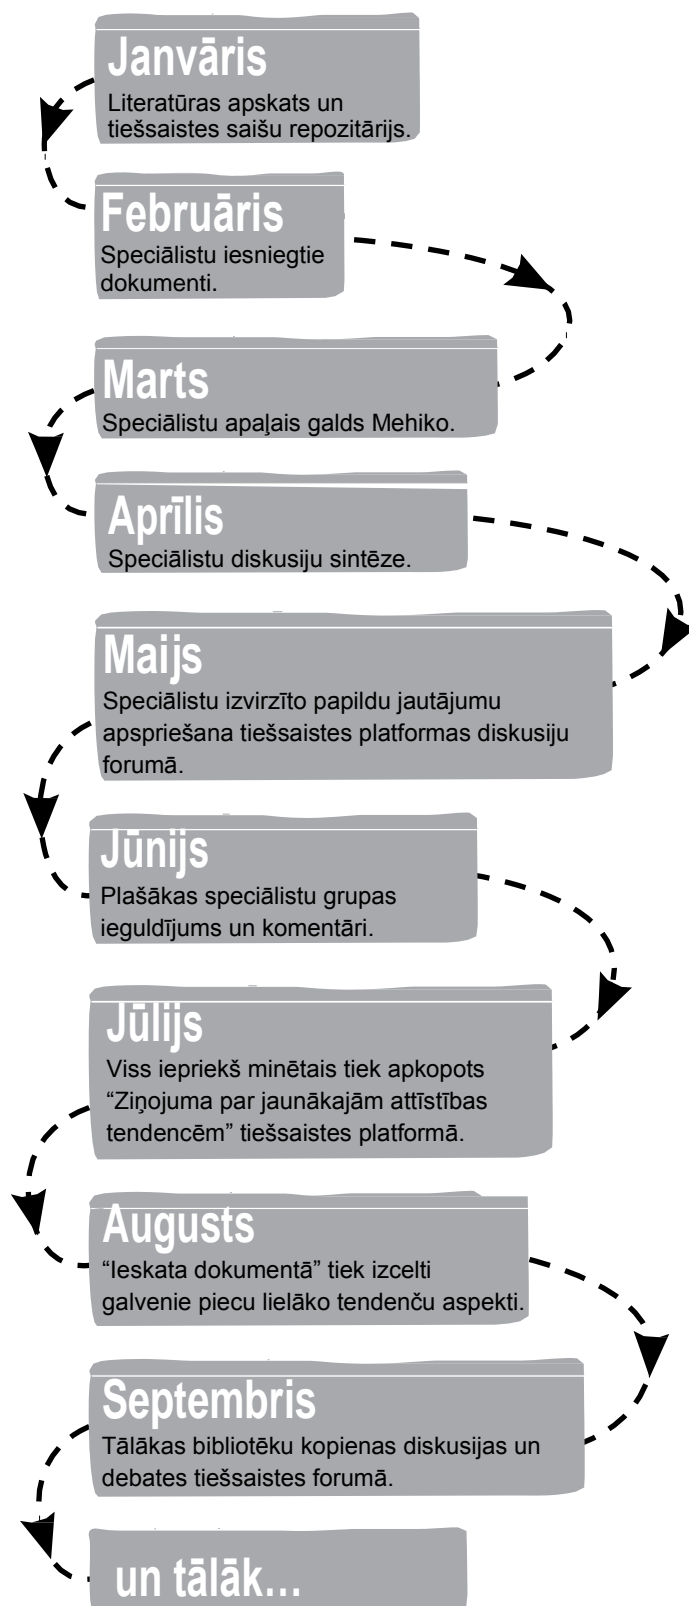 Janvāris
Literatūras apskats un
tiešsaistes saišu repozitārijs.
Februāris
Speciālistu iesniegtie
dokumenti.
Marts
Speciālistu apaļais galds Mehiko.
Aprīlis
Speciālistu diskusiju sintēze.
Maijs
Speciālistu izvirzīto papildu jautājumu
apspriešana tiešsaistes platformas diskusiju
forumā.
Jūnijs
Plašākas speciālistu grupas
ieguldījums un komentāri.
Jūlijs
Viss iepriekš minētais tiek apkopots
“Ziņojuma par jaunākajām attīstības
tendencēm” tiešsaistes platformā.
Augusts
“Ieskata dokumentā” tiek izcelti
galvenie piecu lielāko tendenču aspekti.
Septembris
Tālākas bibliotēku kopienas diskusijas un
debates tiešsaistes forumā.
un tālāk…